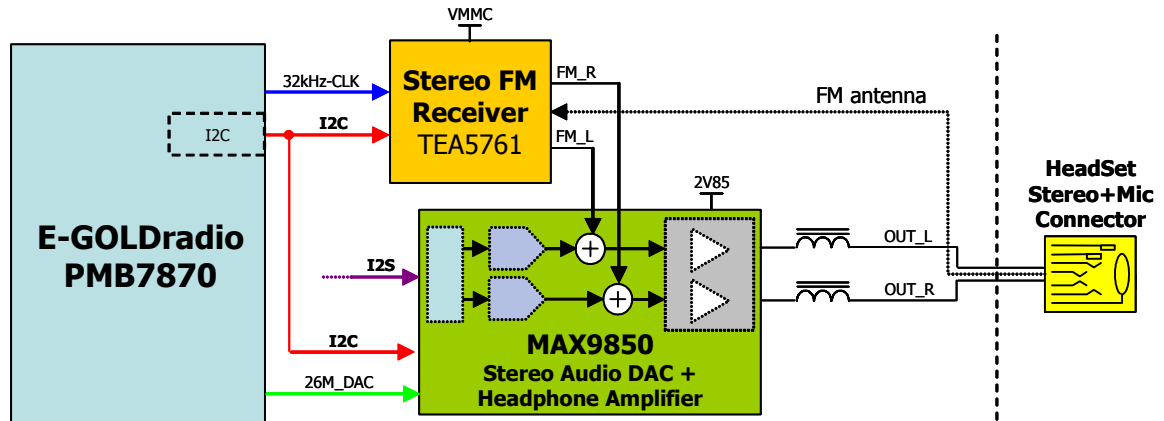 VMMC
32kHz-CLK
Stereo FM
Receiver
TEA5761
FM_R
FM_L
FM antenna
I2C
I2C
E-GOLDradio
PMB7870
2V85
HeadSet
Stereo+Mic
Connector
I2S
+
+
OUT_L
OUT_R
I2C
26M_DAC
MAX9850
Stereo Audio DAC +
Headphone Amplifier